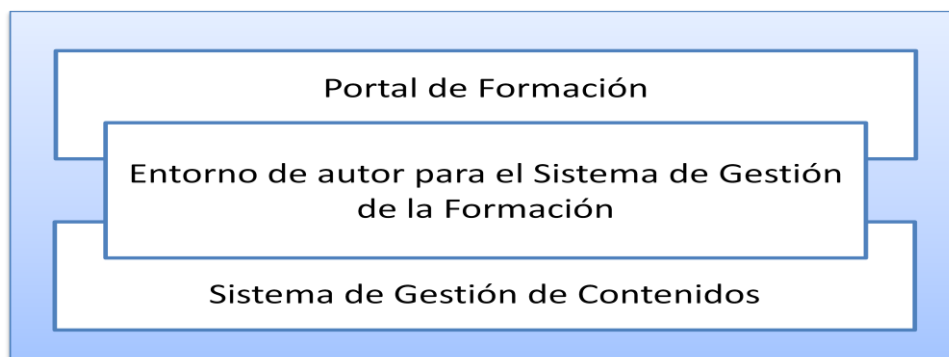 Portal de Formación
Entorno de autor para el Sistema de Gestión
de la Formación
Sistema de Gestión de Contenidos